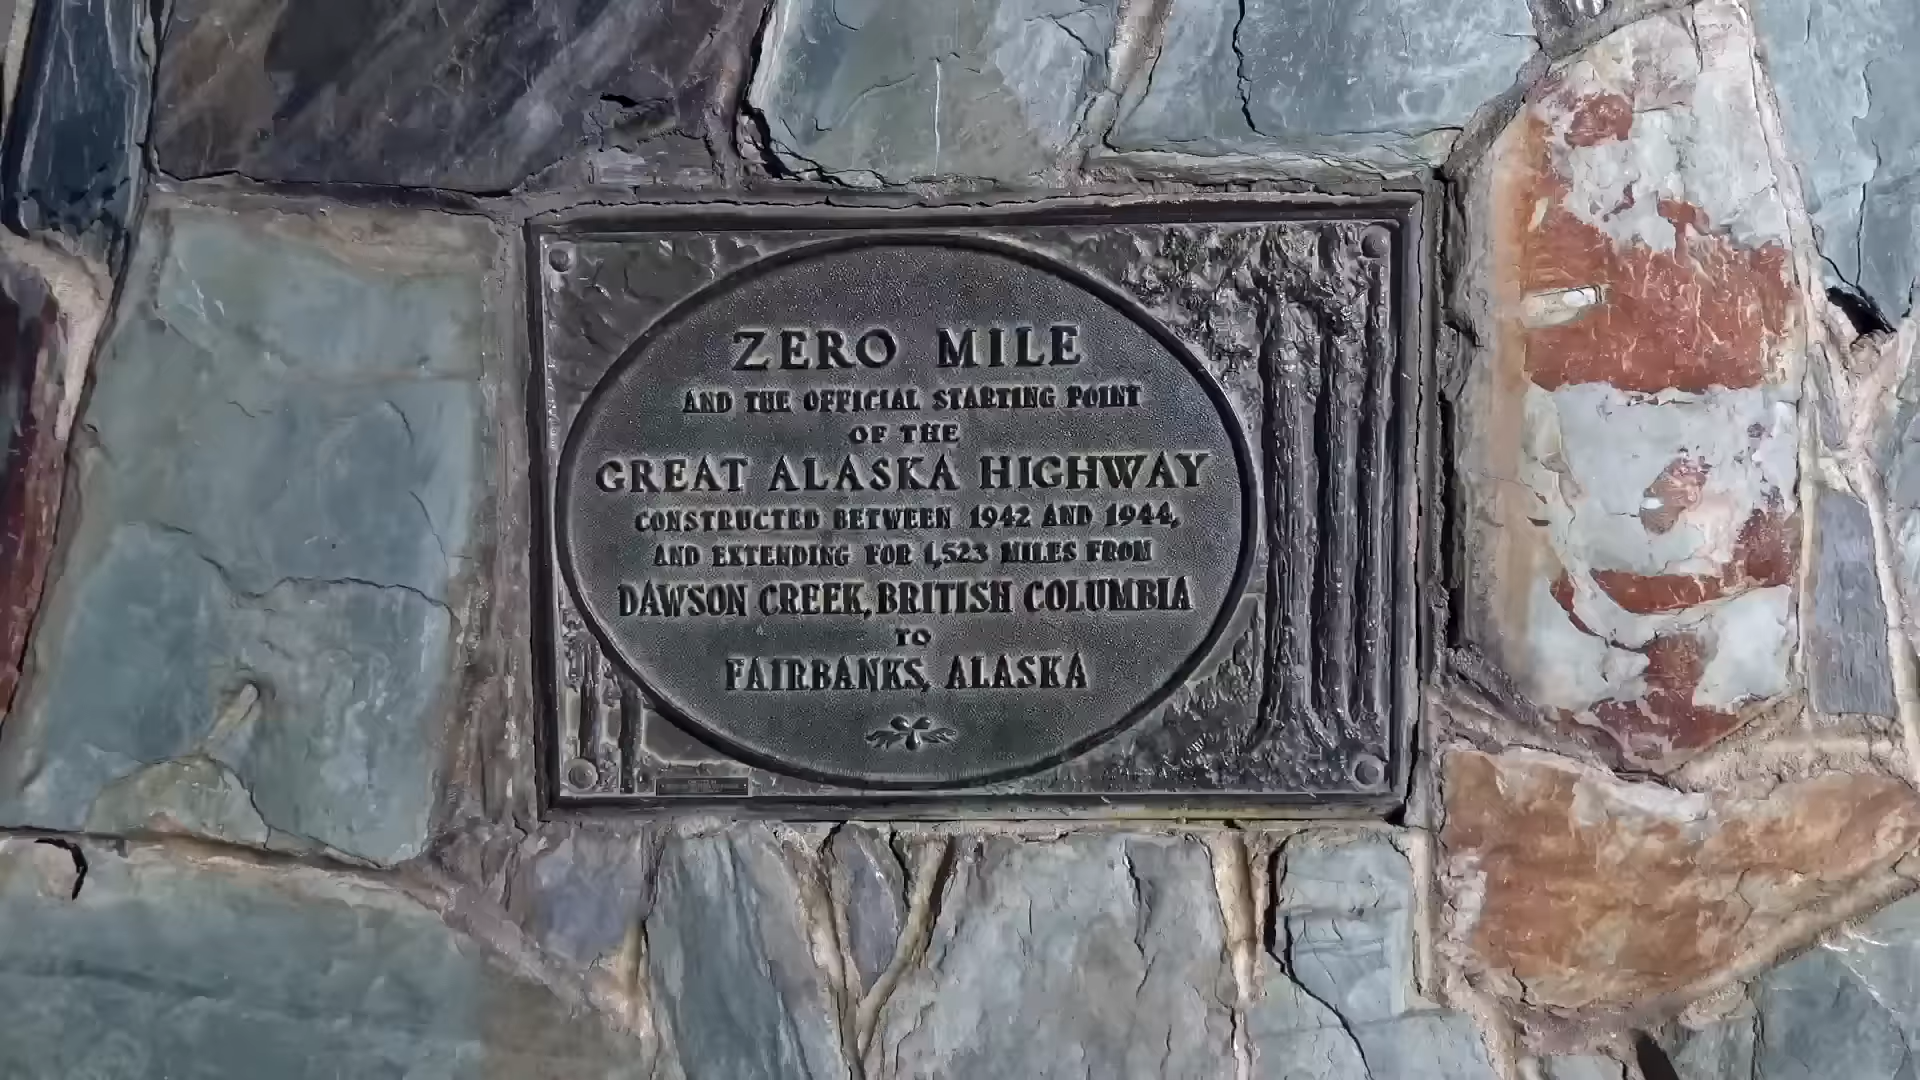 ZERO MILE
AND THE OFFICIAL STARTING POINT
OF THE
GREAT ALASKA HIGHWAY
CONSTRUCTED BETWEEN 1942 AND 1944,
AND EXTENDING FOR 1,523 MILES FROM
DAWSON CREEK, BRITISH COLUMBIA
TO
FAIRBANKS, ALASKA